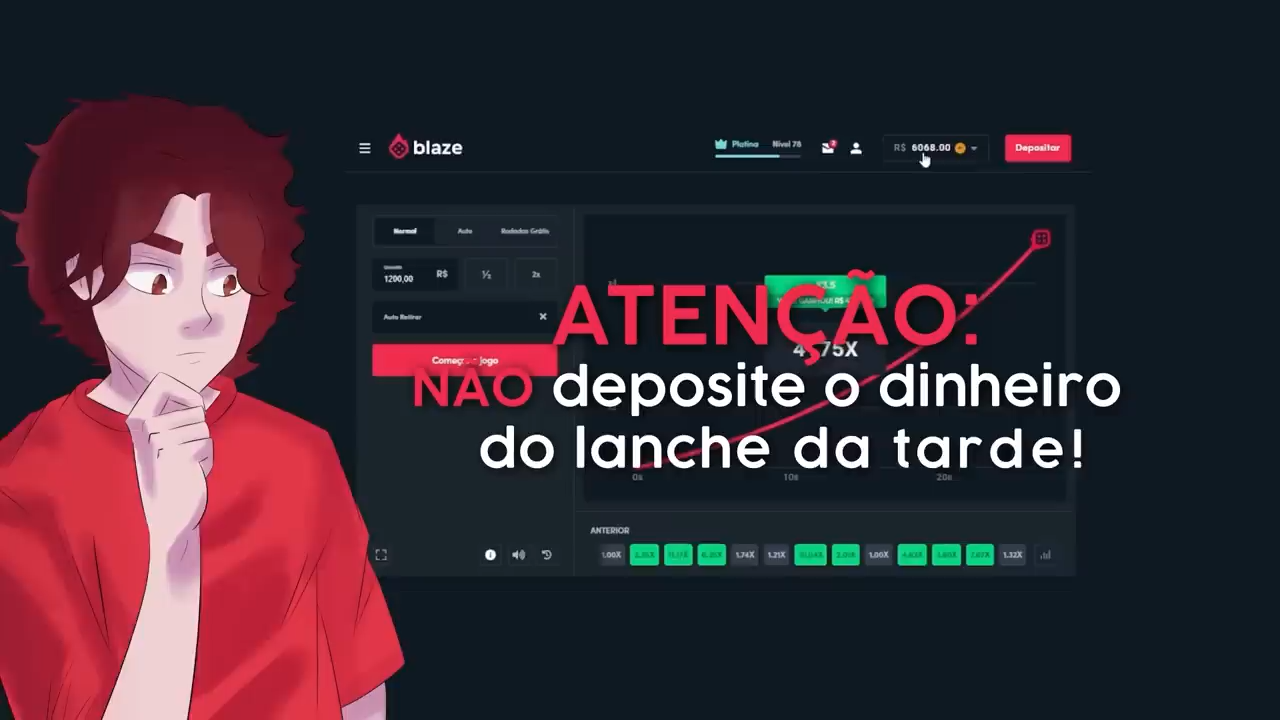 blaze
Platina Nível 78
R$ 6068.00
Depositar
Normal Auto Rodadas Grátis
1200,00 R$ ½ 2x
Auto Retirar
ATENÇÃO:
NÃO deposite o dinheiro
do lanche da tarde!
0s 10s 20s
ANTERIOR
1.00X 1.74X 1.21X 1.00X 1.32X